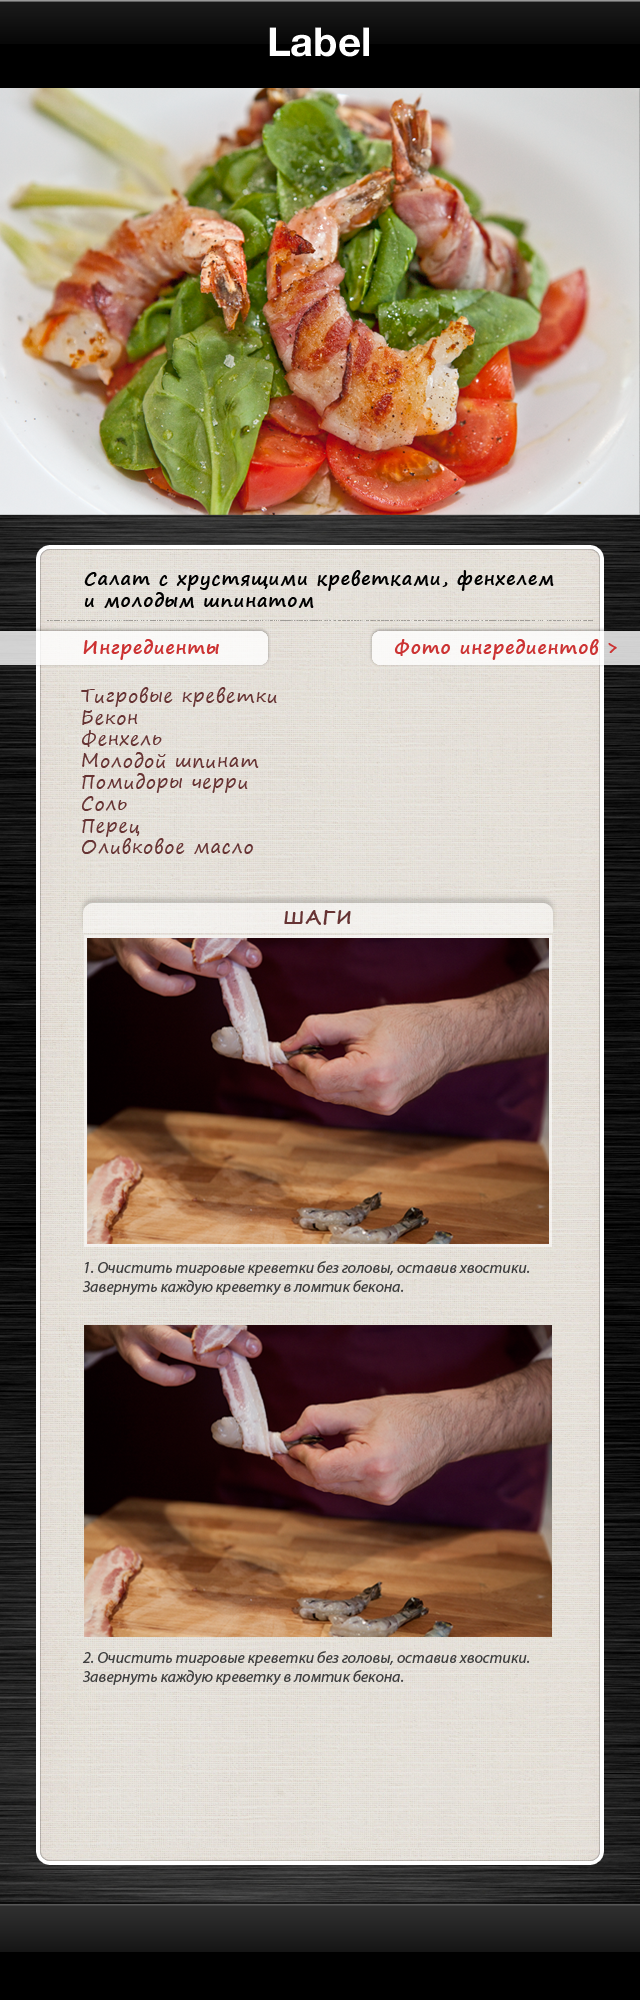 Label
Салат с хрустящими креветками, фенхелем
и молодым шпинатом
Ингредиенты
Фото ингредиентов >
Тигровые креветки
Бекон
Фенхель
Молодой шпинат
Помидоры черри
Соль
Перец
Оливковое масло
ШАГИ
1. Очистить тигровые креветки без головы, оставив хвостики.
Завернуть каждую креветку в ломтик бекона.
2. Очистить тигровые креветки без головы, оставив хвостики.
Завернуть каждую креветку в ломтик бекона.